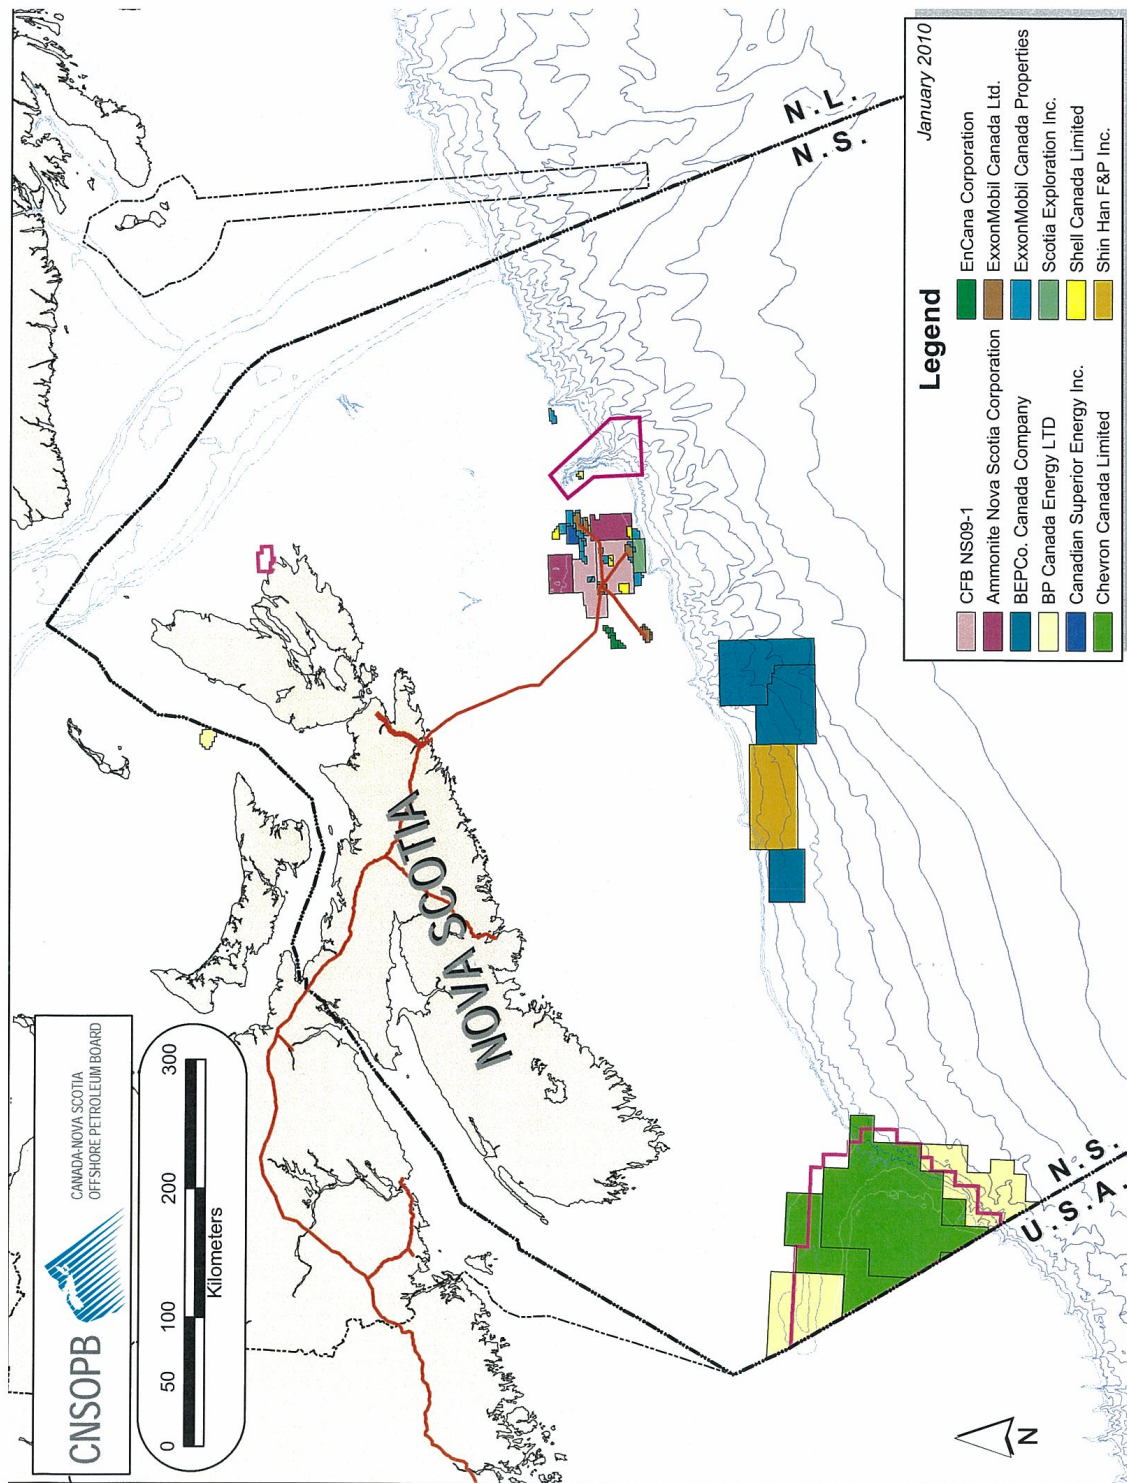 CNSOPB
CANADA-NOVA SCOTIA
OFFSHORE PETROLEUM BOARD
0 50 100 200 300
Kilometers
NOVA SCOTIA
N.L.
N.S.
N.S.
U.S.A.
N
January 2010
Legend
CFB NS09-1
Ammonite Nova Scotia Corporation
BEPCo. Canada Company
BP Canada Energy LTD
Canadian Superior Energy Inc.
Chevron Canada Limited
EnCana Corporation
ExxonMobil Canada Ltd.
ExxonMobil Canada Properties
Scotia Exploration Inc.
Shell Canada Limited
Shin Han F&P Inc.